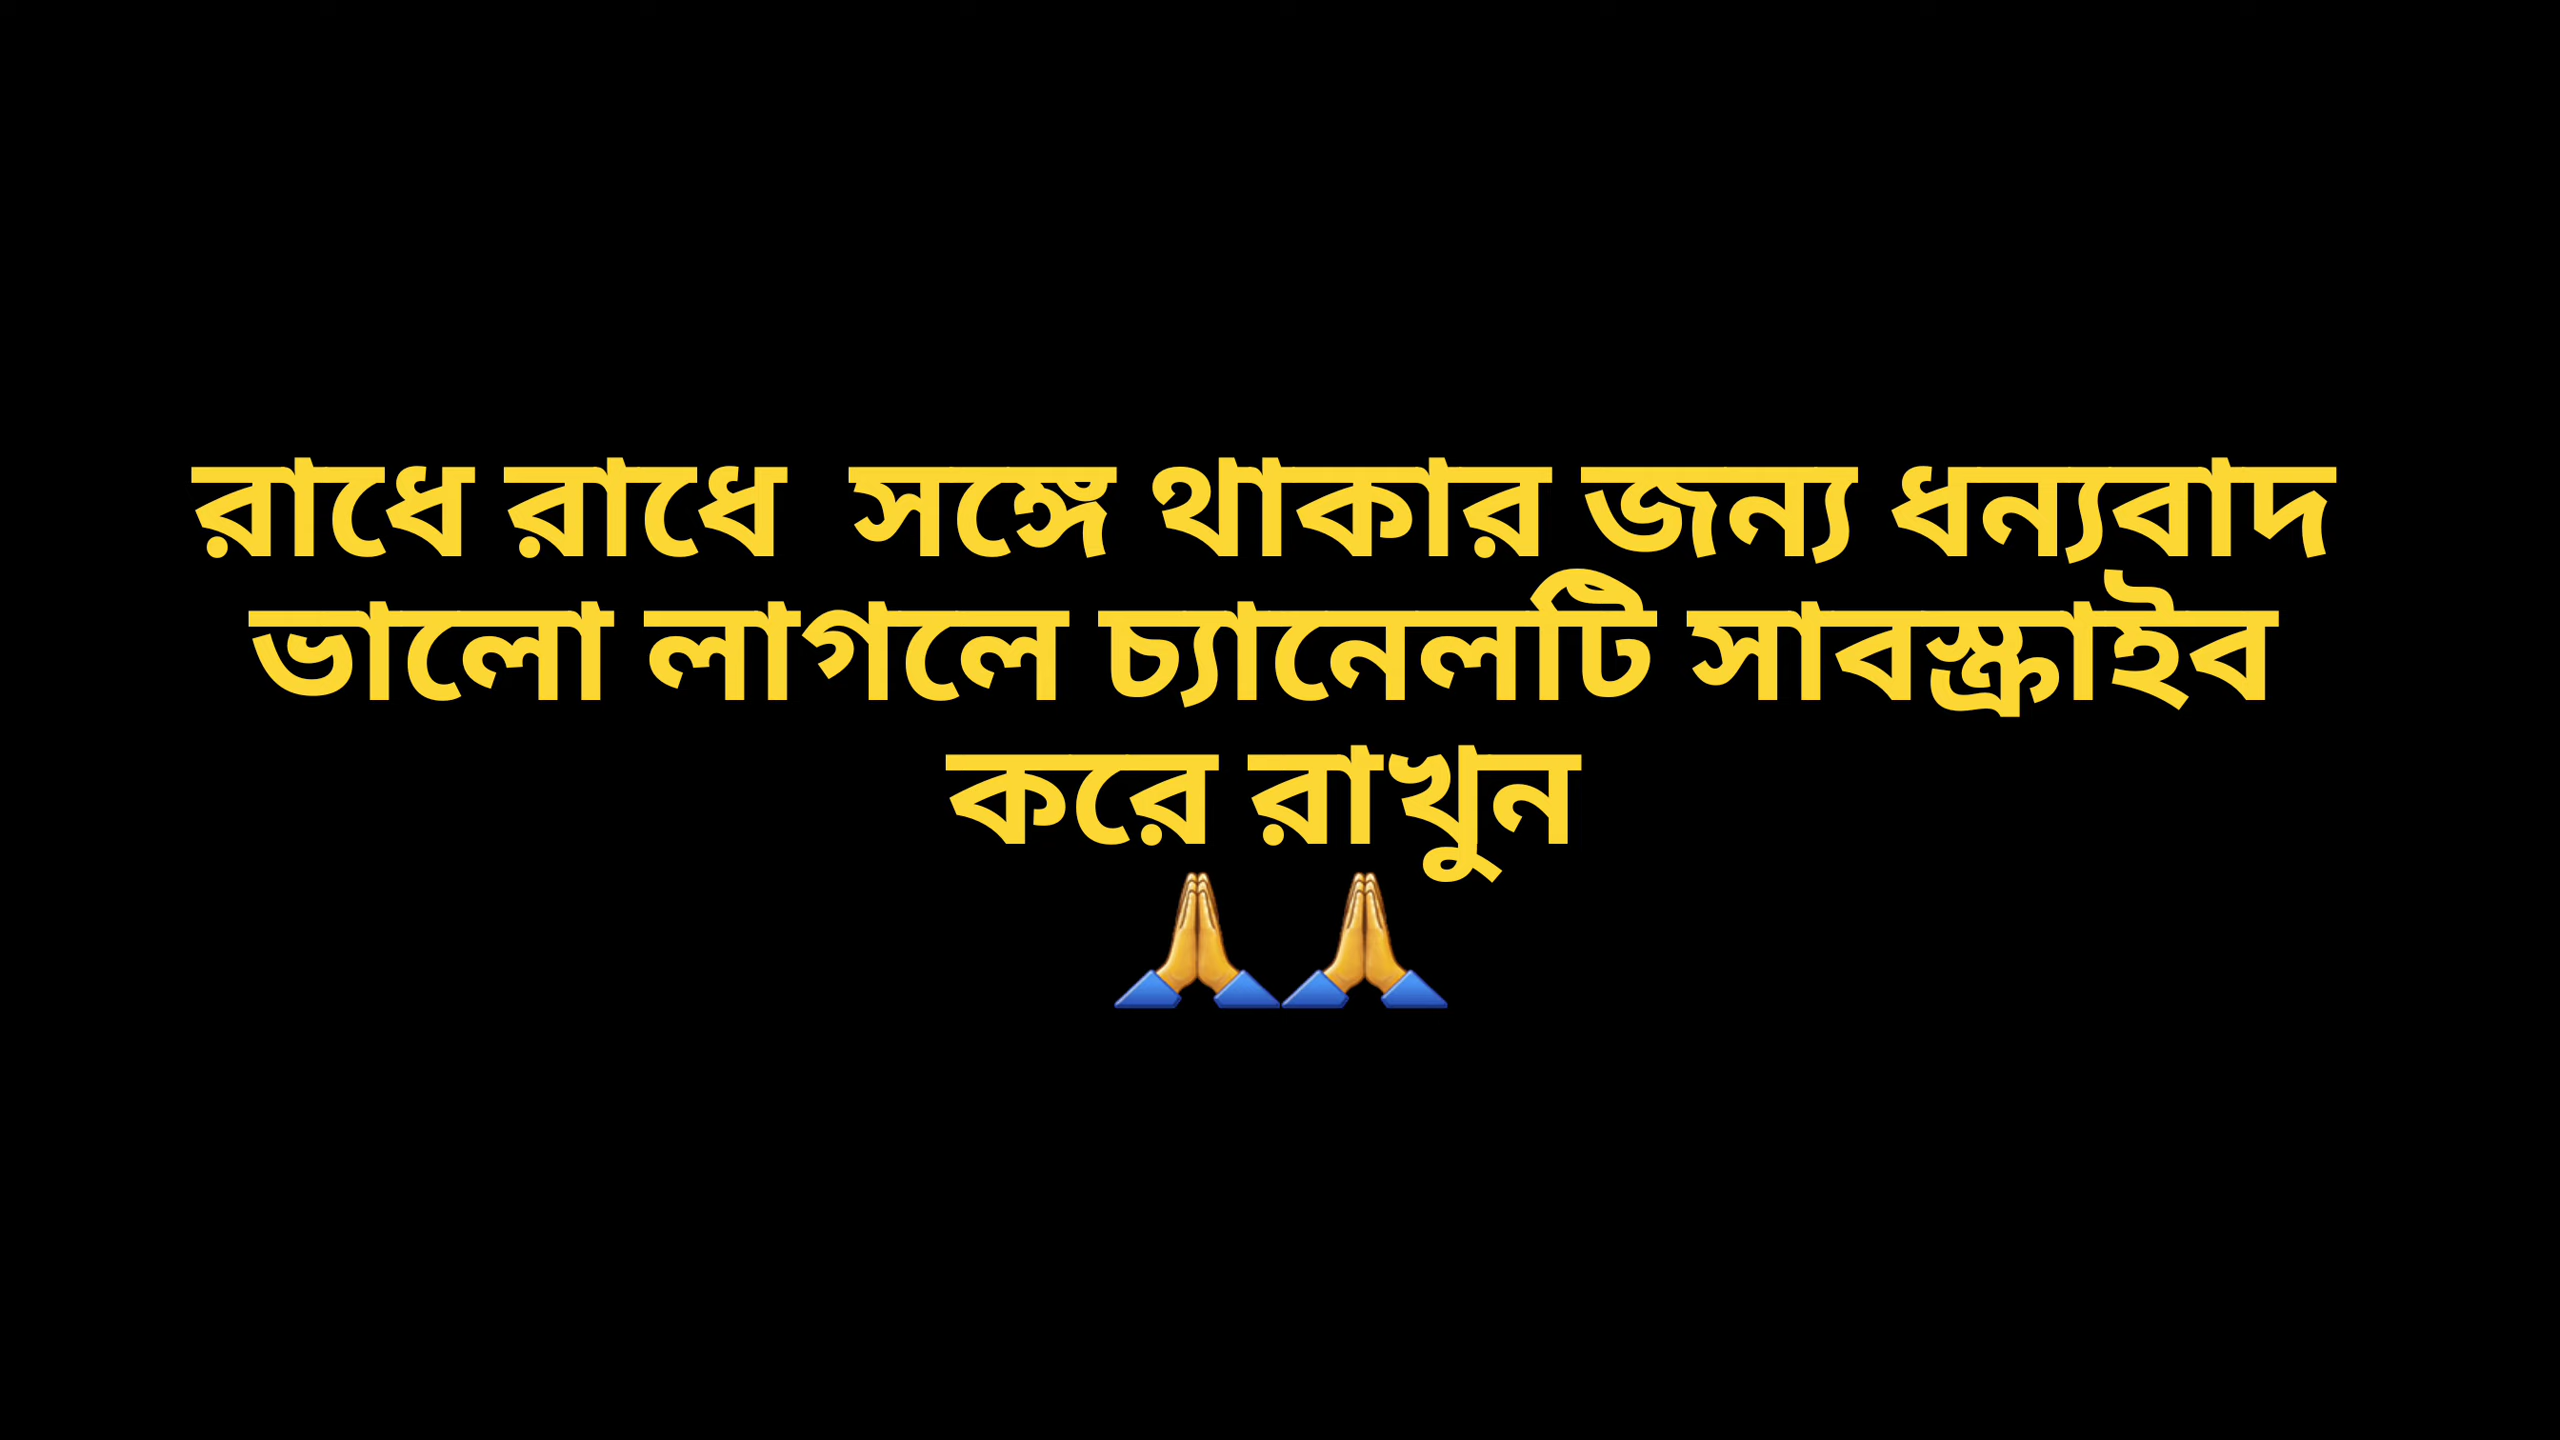 রাধে রাধে  সঙ্গে থাকার জন্য ধন্যবাদ
ভালো লাগলে চ্যানেলটি সাবস্ক্রাইব
করে রাখুন
🙏🙏